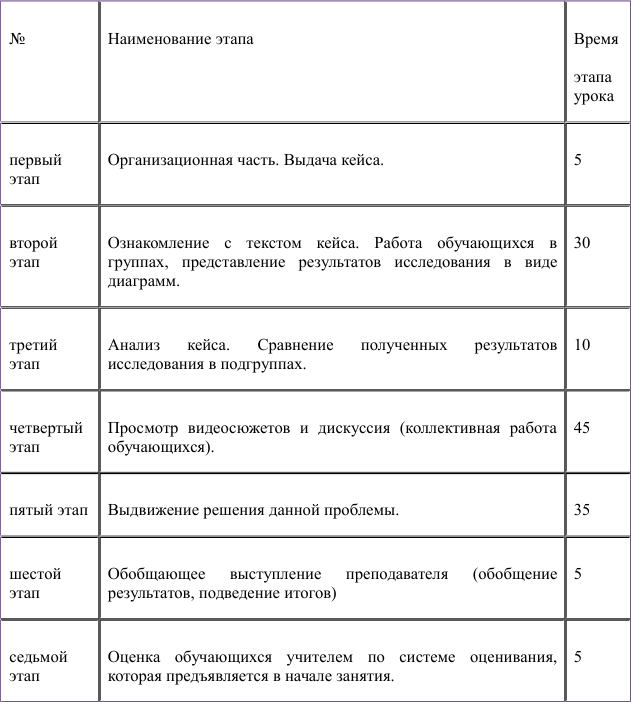 №
Наименование этапа
Время
этапа
урока
первый
этап
Организационная часть. Выдача кейса.
5
второй
этап
Ознакомление с текстом кейса. Работа обучающихся в
группах, представление результатов исследования в виде
диаграмм.
30
третий
этап
Анализ кейса. Сравнение полученных результатов
исследования в подгруппах.
10
четвертый
этап
Просмотр видеосюжетов и дискуссия (коллективная работа
обучающихся).
45
пятый этап
Выдвижение решения данной проблемы.
35
шестой
этап
Обобщающее выступление преподавателя (обобщение
результатов, подведение итогов)
5
седьмой
этап
Оценка обучающихся учителем по системе оценивания,
которая предъявляется в начале занятия.
5